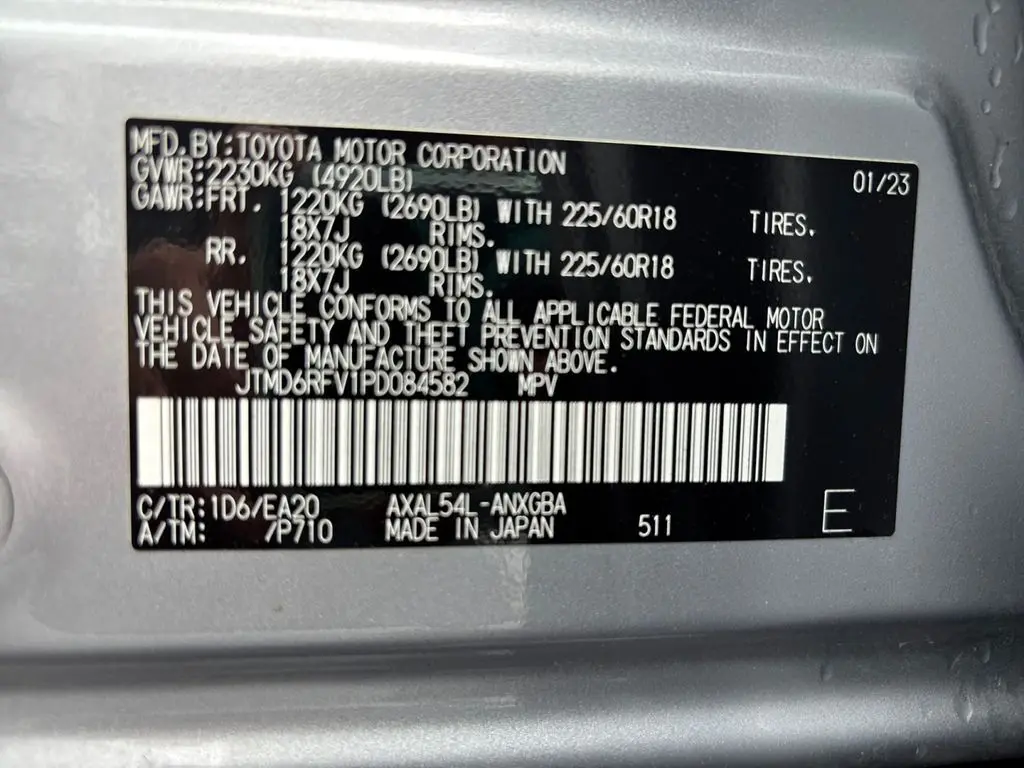 MFD.BY:TOYOTA MOTOR CORPORATION 01/23
GVWR:2230KG (4920LB)
GAWR:FRT. 1220KG (2690LB) WITH 225/60R18 TIRES.
18X7J RIMS.
RR. 1220KG (2690LB) WITH 225/60R18 TIRES.
18X7J RIMS.
THIS VEHICLE CONFORMS TO ALL APPLICABLE FEDERAL MOTOR
VEHICLE SAFETY AND THEFT PREVENTION STANDARDS IN EFFECT ON
THE DATE OF MANUFACTURE SHOWN ABOVE.
JTMD6RFV1PD084582 MPV
C/TR:1D6/EA20 AXAL54L-ANXGBA
A/TM: /P710 MADE IN JAPAN 511 E